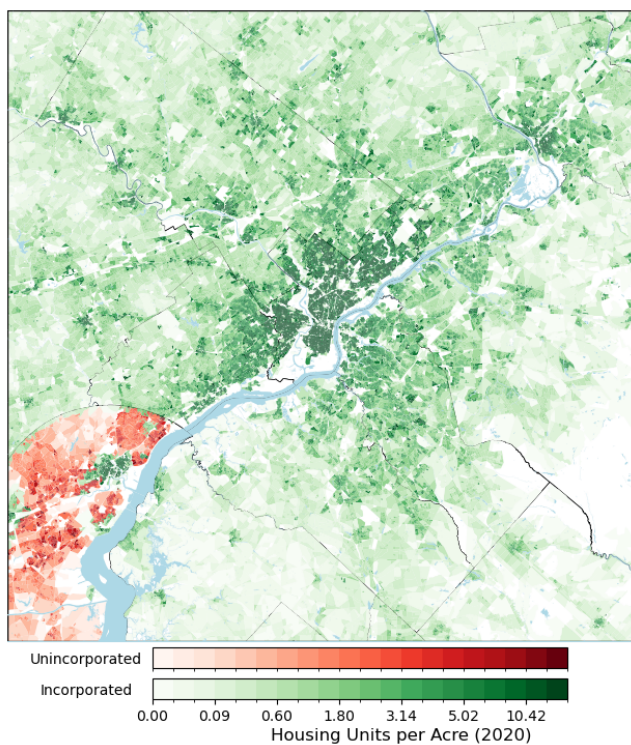 Unincorporated
Incorporated
0.00 0.09 0.60 1.80 3.14 5.02 10.42
Housing Units per Acre (2020)